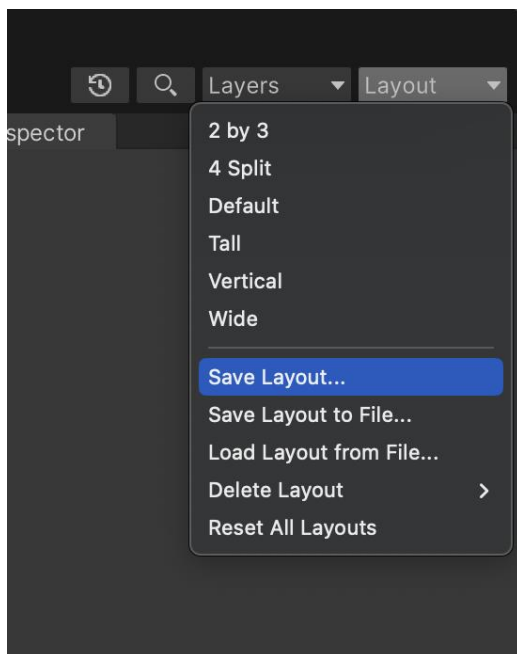 Layers
Layout
spector
2 by 3
4 Split
Default
Tall
Vertical
Wide
Save Layout...
Save Layout to File...
Load Layout from File...
Delete Layout
Reset All Layouts